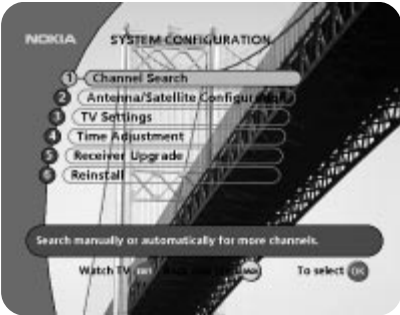 NOKIA
SYSTEM CONFIGURATION
1 Channel Search
2 Antenna/Satellite Configuration
3 TV Settings
4 Time Adjustment
5 Receiver Upgrade
6 Reinstall
Search manually or automatically for more channels.
Watch TV To select OK